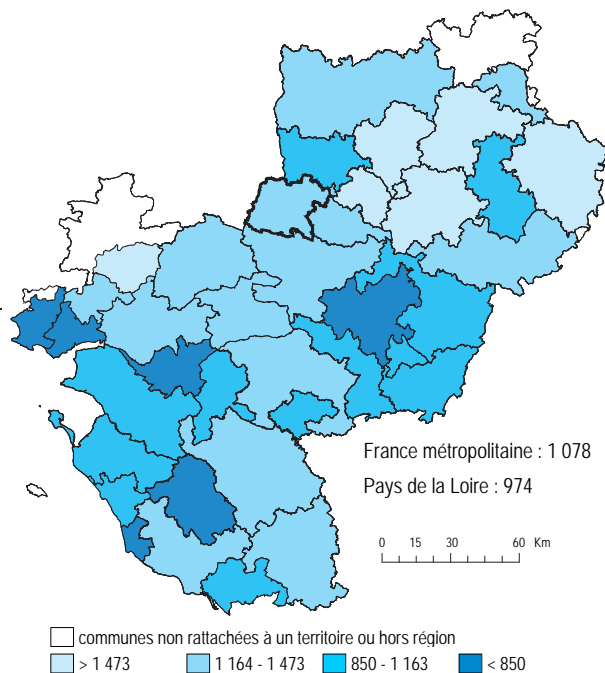 France métropolitaine : 1 078
Pays de la Loire : 974
0 15 30 60 Km
communes non rattachées à un territoire ou hors région
> 1 473 1 164 - 1 473 850 - 1 163 < 850